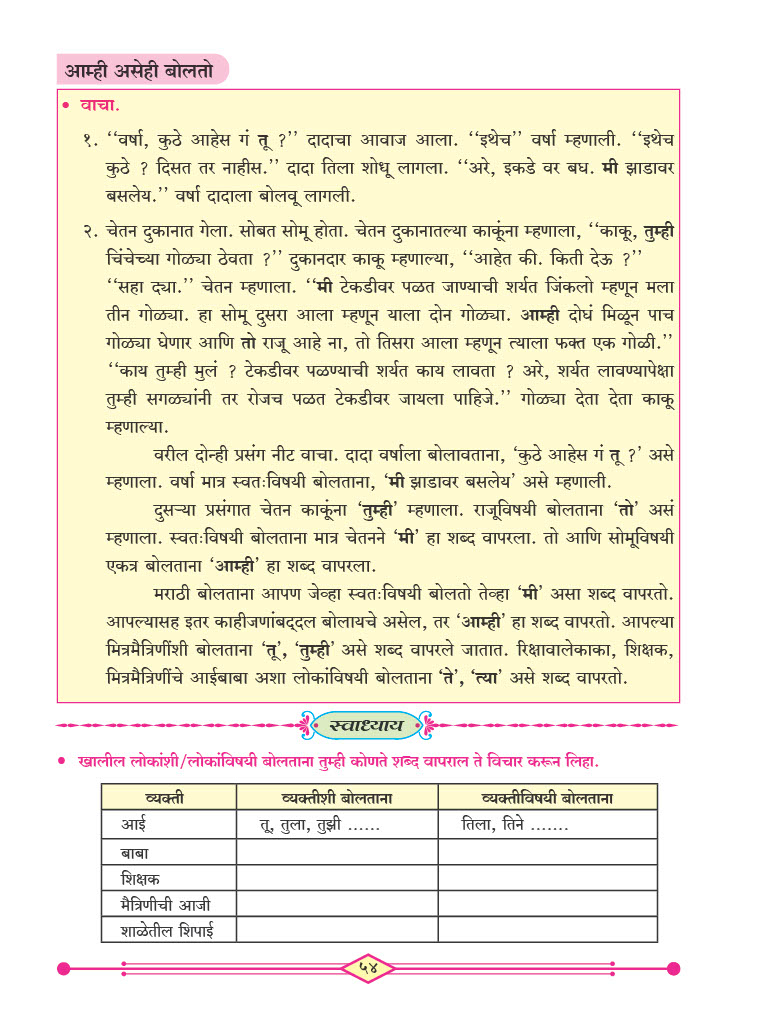 आम्ही असेही बोलतो
• वाचा.
१. ‘‘वर्षा, कुठे आहेस गं तू ?’’ दादाचा आवाज आला. ‘‘इथेच’’ वर्षा म्हणाली. ‘‘इथेच
कुठे ? दिसत तर नाहीस.’’ दादा तिला शोधू लागला. ‘‘अरे, इकडे वर बघ. मी झाडावर
बसलेय.’’ वर्षा दादाला बोलवू लागली.
२. चेतन दुकानात गेला. सोबत सोमू होता. चेतन दुकानातल्या काकूंना म्हणाला, ‘‘काकू, तुम्ही
चिंचेच्या गोळ्या ठेवता ?’’ दुकानदार काकू म्हणाल्या, ‘‘आहेत की. किती देऊ ?’’
‘‘सहा द्या.’’ चेतन म्हणाला. ‘‘मी टेकडीवर पळत जाण्याची शर्यत जिंकलो म्हणून मला
तीन गोळ्या. हा सोमू दुसरा आला म्हणून याला दोन गोळ्या. आम्ही दोघं मिळून पाच
गोळ्या घेणार आणि तो राजू आहे ना, तो तिसरा आला म्हणून त्याला फक्त एक गोळी.’’
‘‘काय तुम्ही मुलं ? टेकडीवर पळण्याची शर्यत काय लावता ? अरे, शर्यत लावण्यापेक्षा
तुम्ही सगळ्यांनी तर रोजच पळत टेकडीवर जायला पाहिजे.’’ गोळ्या देता देता काकू
म्हणाल्या.
वरील दोन्ही प्रसंग नीट वाचा. दादा वर्षाला बोलावताना, ‘कुठे आहेस गं तू ?’ असे
म्हणाला. वर्षा मात्र स्वतःविषयी बोलताना, ‘मी झाडावर बसलेय’ असे म्हणाली.
दुसऱ्या प्रसंगात चेतन काकूंना ‘तुम्ही’ म्हणाला. राजूविषयी बोलताना ‘तो’ असं
म्हणाला. स्वतःविषयी बोलताना मात्र चेतनने ‘मी’ हा शब्द वापरला. तो आणि सोमूविषयी
एकत्र बोलताना ‘आम्ही’ हा शब्द वापरला.
मराठी बोलताना आपण जेव्हा स्वतःविषयी बोलतो तेव्हा ‘मी’ असा शब्द वापरतो.
आपल्यासह इतर काहीजणांबद्दल बोलायचे असेल, तर ‘आम्ही’ हा शब्द वापरतो. आपल्या
मित्रमैत्रिणींशी बोलताना ‘तू’, ‘तुम्ही’ असे शब्द वापरले जातात. रिक्षावालेकाका, शिक्षक,
मित्रमैत्रिणींचे आईबाबा अशा लोकांविषयी बोलताना ‘ते’, ‘त्या’ असे शब्द वापरतो.
स्वाध्याय
• खालील लोकांशी/लोकांविषयी बोलताना तुम्ही कोणते शब्द वापराल ते विचार करून लिहा.
व्यक्ती व्यक्तीशी बोलताना व्यक्तीविषयी बोलताना
आई तू, तुला, तुझी ...... तिला, तिने .......
बाबा
शिक्षक
मैत्रिणीची आजी
शाळेतील शिपाई
५४